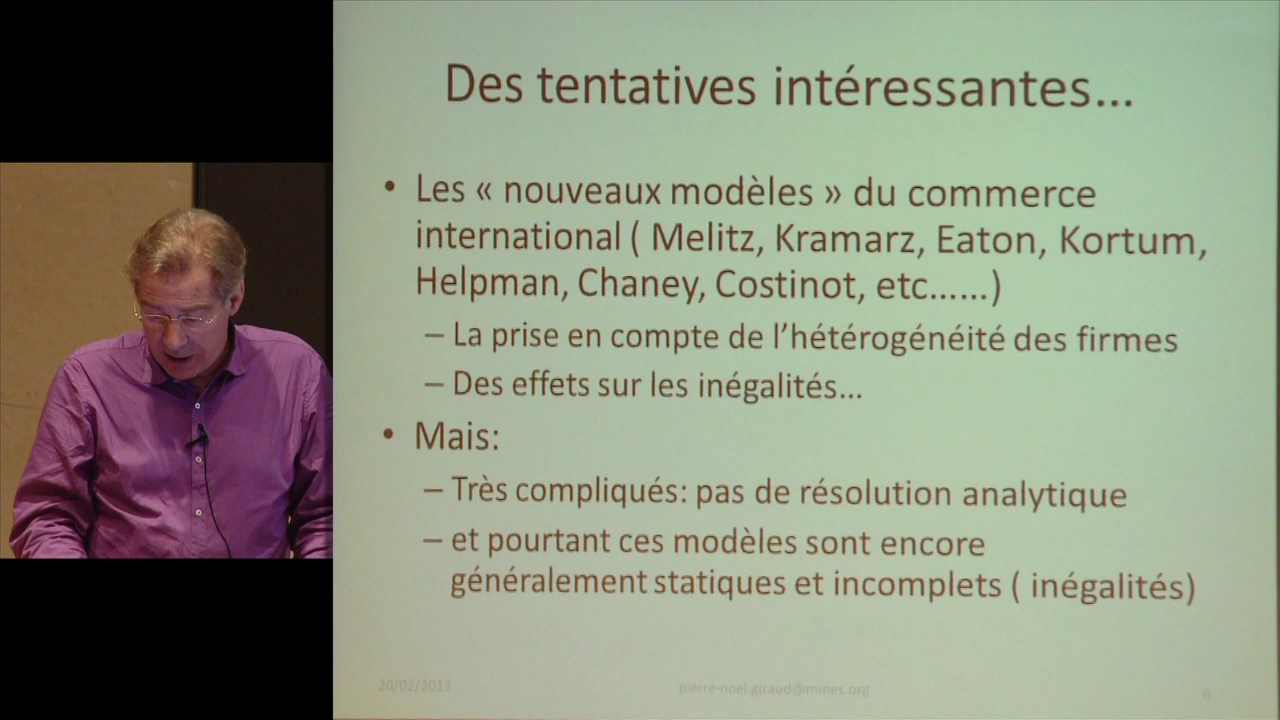 Des tentatives intéressantes…
• Les « nouveaux modèles » du commerce
international ( Melitz, Kramarz, Eaton, Kortum,
Helpman, Chaney, Costinot, etc……)
– La prise en compte de l’hétérogénéité des firmes
– Des effets sur les inégalités…
• Mais:
– Très compliqués: pas de résolution analytique
– et pourtant ces modèles sont encore
généralement statiques et incomplets ( inégalités)
20/02/2013 pierre-noel.giraud@mines.org 6